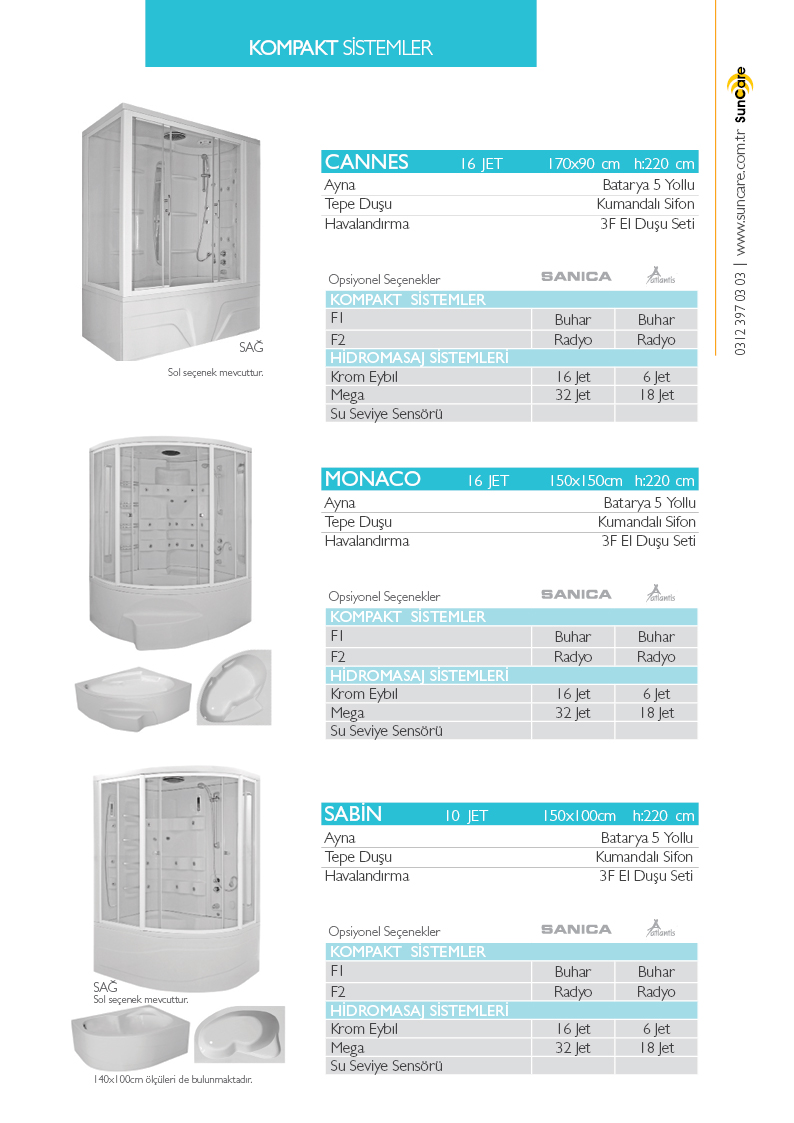 KOMPAKT SİSTEMLER
0312 397 03 03 | www.suncare.com.tr SunCare
CANNES 16 JET 170x90 cm h:220 cm
Ayna Batarya 5 Yollu
Tepe Duşu Kumandalı Sifon
Havalandırma 3F El Duşu Seti
Opsiyonel Seçenekler SANICA atlantis
KOMPAKT SİSTEMLER
F1 Buhar Buhar
F2 Radyo Radyo
HİDROMASAJ SİSTEMLERİ
Krom Eybıl 16 Jet 6 Jet
Mega 32 Jet 18 Jet
Su Seviye Sensörü
SAĞ
Sol seçenek mevcuttur.
MONACO 16 JET 150x150cm h:220 cm
Ayna Batarya 5 Yollu
Tepe Duşu Kumandalı Sifon
Havalandırma 3F El Duşu Seti
Opsiyonel Seçenekler SANICA atlantis
KOMPAKT SİSTEMLER
F1 Buhar Buhar
F2 Radyo Radyo
HİDROMASAJ SİSTEMLERİ
Krom Eybıl 16 Jet 6 Jet
Mega 32 Jet 18 Jet
Su Seviye Sensörü
SABİN 10 JET 150x100cm h:220 cm
Ayna Batarya 5 Yollu
Tepe Duşu Kumandalı Sifon
Havalandırma 3F El Duşu Seti
Opsiyonel Seçenekler SANICA atlantis
KOMPAKT SİSTEMLER
F1 Buhar Buhar
F2 Radyo Radyo
HİDROMASAJ SİSTEMLERİ
Krom Eybıl 16 Jet 6 Jet
Mega 32 Jet 18 Jet
Su Seviye Sensörü
SAĞ
Sol seçenek mevcuttur.
140x100cm ölçüleri de bulunmaktadır.